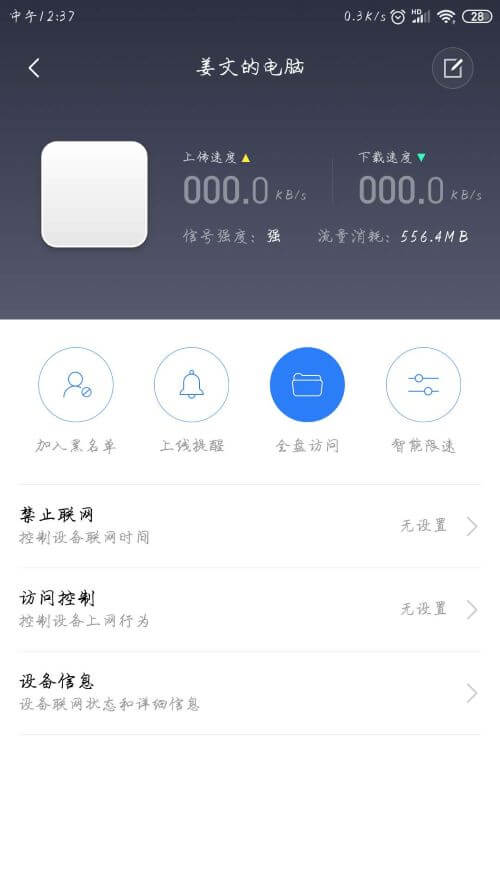 中午12:37 0.3K/s HD 28
姜文的电脑
上传速度 下载速度
000.0 KB/s 000.0 KB/s
信号强度：强 流量消耗：556.4MB
加入黑名单 上线提醒 全盘访问 智能限速
禁止联网
控制设备联网时间
无设置
访问控制
控制设备上网行为
无设置
设备信息
设备联网状态和详细信息